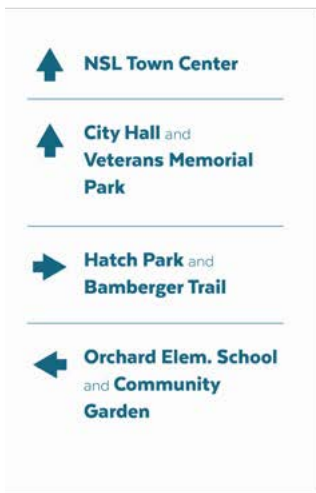 NSL Town Center
City Hall and
Veterans Memorial
Park
Hatch Park and
Bamberger Trail
Orchard Elem. School
and Community
Garden